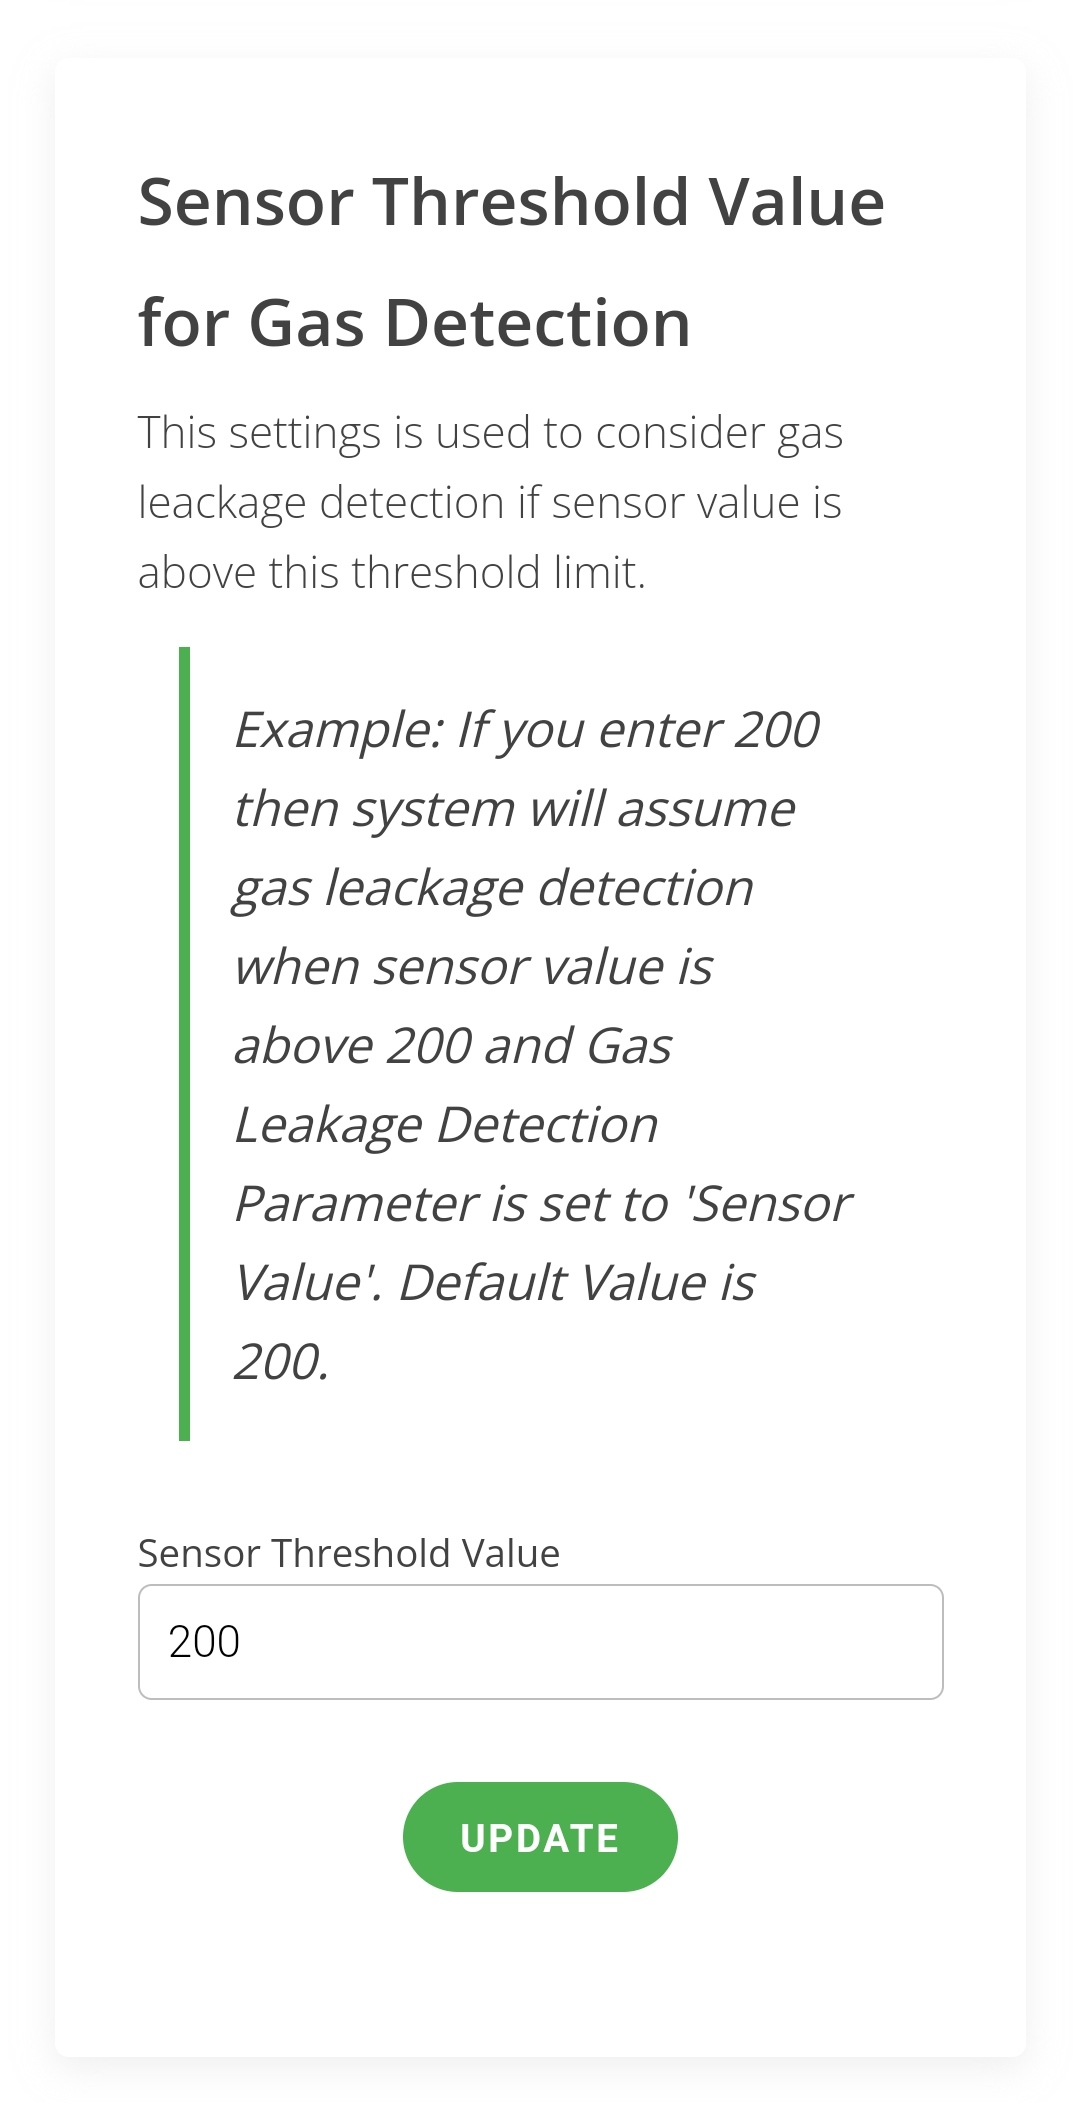 Sensor Threshold Value
for Gas Detection
This settings is used to consider gas
leackage detection if sensor value is
above this threshold limit.
Example: If you enter 200
then system will assume
gas leackage detection
when sensor value is
above 200 and Gas
Leakage Detection
Parameter is set to 'Sensor
Value'. Default Value is
200.
Sensor Threshold Value
200
UPDATE